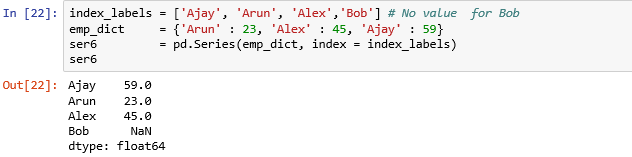 In [22]: index_labels = ['Ajay', 'Arun', 'Alex','Bob'] # No value  for Bob
emp_dict     = {'Arun' : 23, 'Alex' : 45, 'Ajay' : 59}
ser6         = pd.Series(emp_dict, index = index_labels)
ser6
Out[22]: Ajay    59.0
Arun    23.0
Alex    45.0
Bob      NaN
dtype: float64